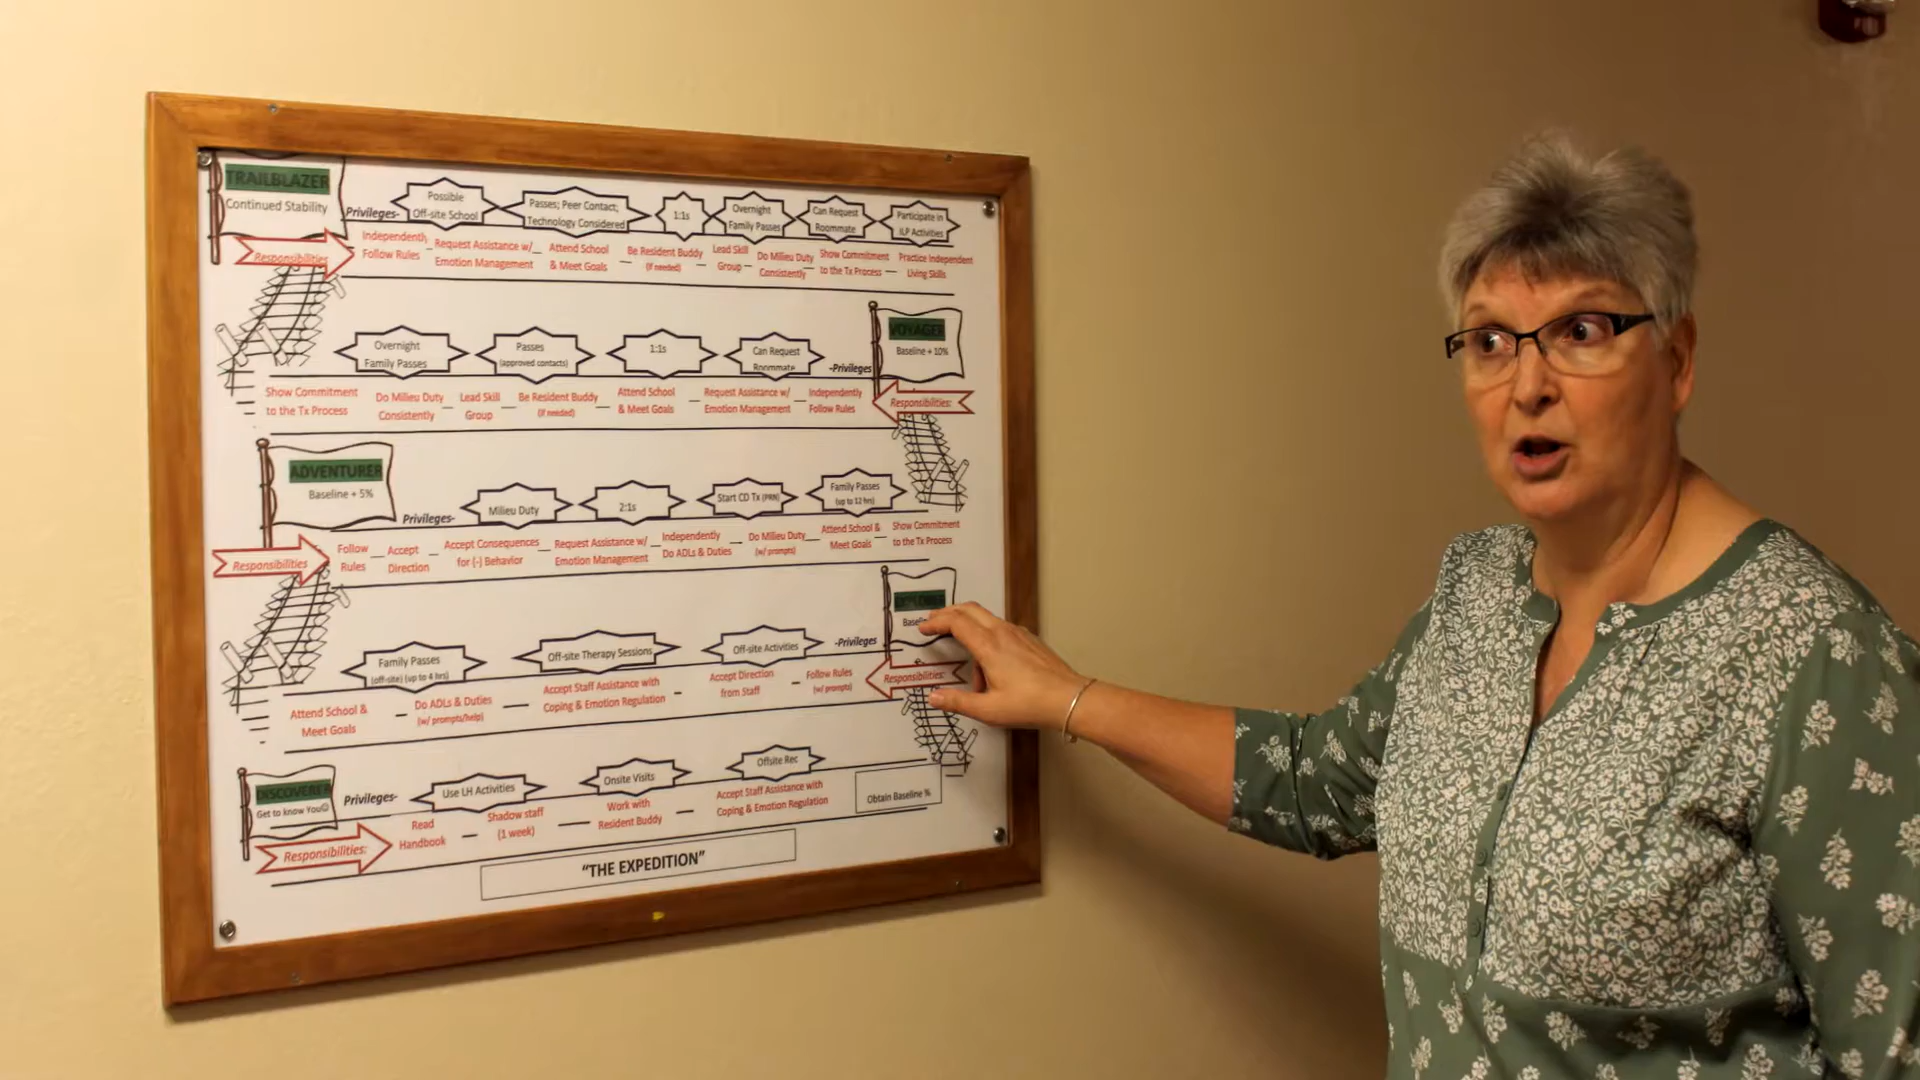 TRAILBLAZER
Continued Stability
Privileges-
Possible
Off-site School
Passes; Peer Contact;
Technology Considered
1:1s
Overnight
Family Passes
Can Request
Roommate
Participate in
ILP Activities
Responsibilities
Independently
Follow Rules
Request Assistance w/
Emotion Management
Attend School
& Meet Goals
Be Resident Buddy
(if needed)
Lead Skill
Group
Do Milieu Duty
Consistently
Show Commitment
to the Tx Process
Practice Independent
Living Skills
Overnight
Family Passes
Passes
(approved contacts)
1:1s
Can Request
Roommate
-Privileges
VOYAGER
Baseline + 10%
Show Commitment
to the Tx Process
Do Milieu Duty
Consistently
Lead Skill
Group
Be Resident Buddy
(if needed)
Attend School
& Meet Goals
Request Assistance w/
Emotion Management
Independently
Follow Rules
Responsibilities:
ADVENTURER
Baseline + 5%
Privileges-
Milieu Duty
2:1s
Start CD Tx (PRN)
Family Passes
(up to 12 hrs)
Responsibilities
Follow
Rules
Accept
Direction
Accept Consequences
for (-) Behavior
Request Assistance w/
Emotion Management
Independently
Do ADLs & Duties
Do Milieu Duty
(w/ prompts)
Attend School &
Meet Goals
Show Commitment
to the Tx Process
Family Passes
(off-site) (up to 4 hrs)
Off-site Therapy Sessions
Off-site Activities
-Privileges
Attend School &
Meet Goals
Do ADLs & Duties
(w/ prompts/help)
Accept Staff Assistance with
Coping & Emotion Regulation
Accept Direction
from Staff
Follow Rules
(w/ prompts)
Responsibilities:
DISCOVERER
Get to know You☺
Privileges-
Use LH Activities
Onsite Visits
Offsite Rec
Responsibilities:
Read
Handbook
Shadow staff
(1 week)
Work with
Resident Buddy
Accept Staff Assistance with
Coping & Emotion Regulation
Obtain Baseline %
"THE EXPEDITION"